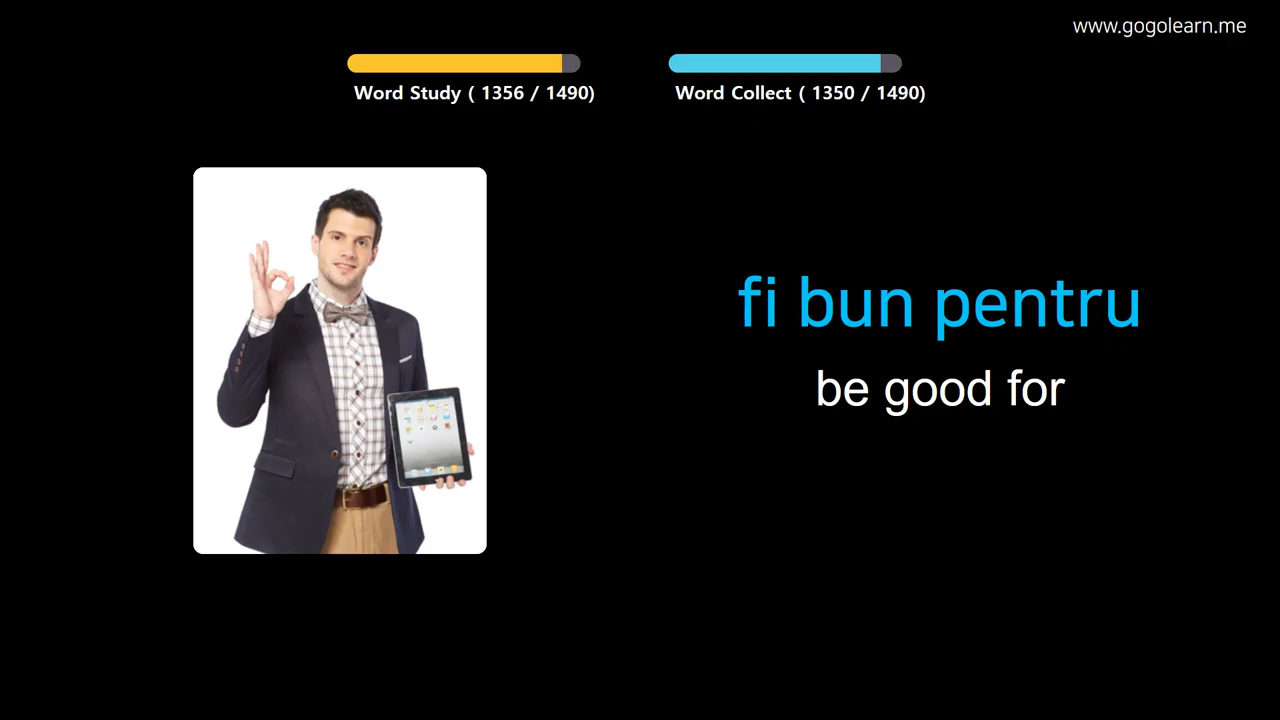 www.gogolearn.me
Word Study ( 1356 / 1490)
Word Collect ( 1350 / 1490)
fi bun pentru
be good for